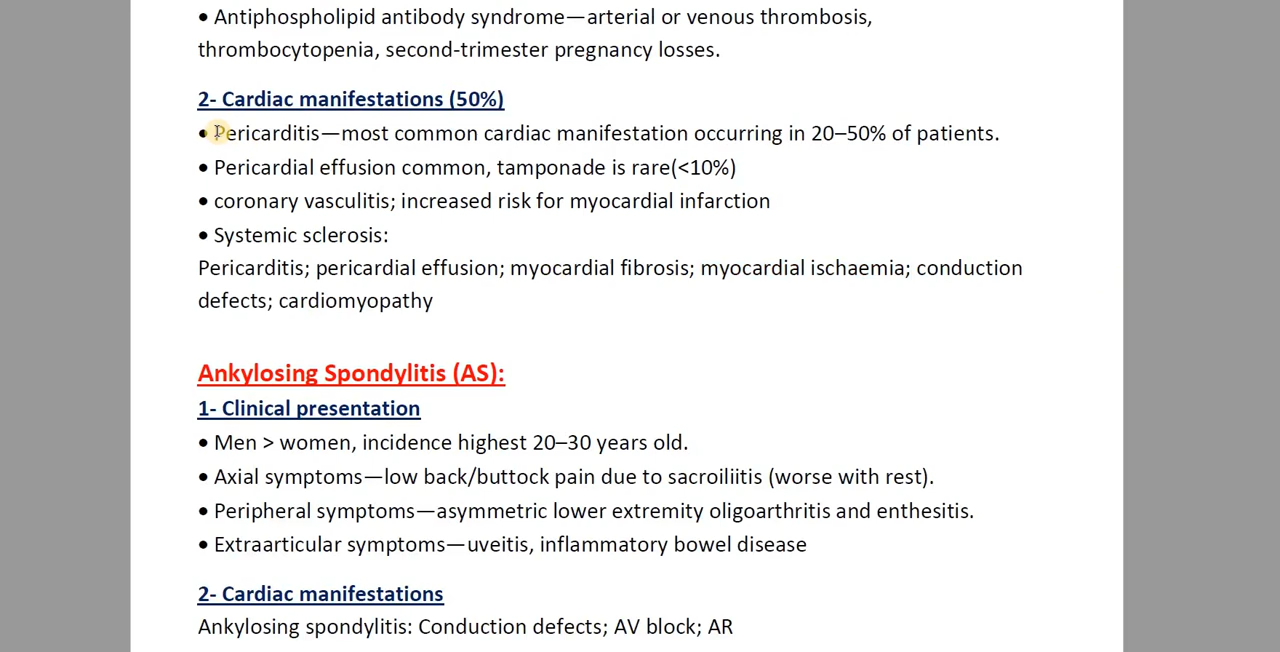 • Antiphospholipid antibody syndrome—arterial or venous thrombosis,
thrombocytopenia, second-trimester pregnancy losses.
2- Cardiac manifestations (50%)
• Pericarditis—most common cardiac manifestation occurring in 20–50% of patients.
• Pericardial effusion common, tamponade is rare(<10%)
• coronary vasculitis; increased risk for myocardial infarction
• Systemic sclerosis:
Pericarditis; pericardial effusion; myocardial fibrosis; myocardial ischaemia; conduction
defects; cardiomyopathy
Ankylosing Spondylitis (AS):
1- Clinical presentation
• Men > women, incidence highest 20–30 years old.
• Axial symptoms—low back/buttock pain due to sacroiliitis (worse with rest).
• Peripheral symptoms—asymmetric lower extremity oligoarthritis and enthesitis.
• Extraarticular symptoms—uveitis, inflammatory bowel disease
2- Cardiac manifestations
Ankylosing spondylitis: Conduction defects; AV block; AR